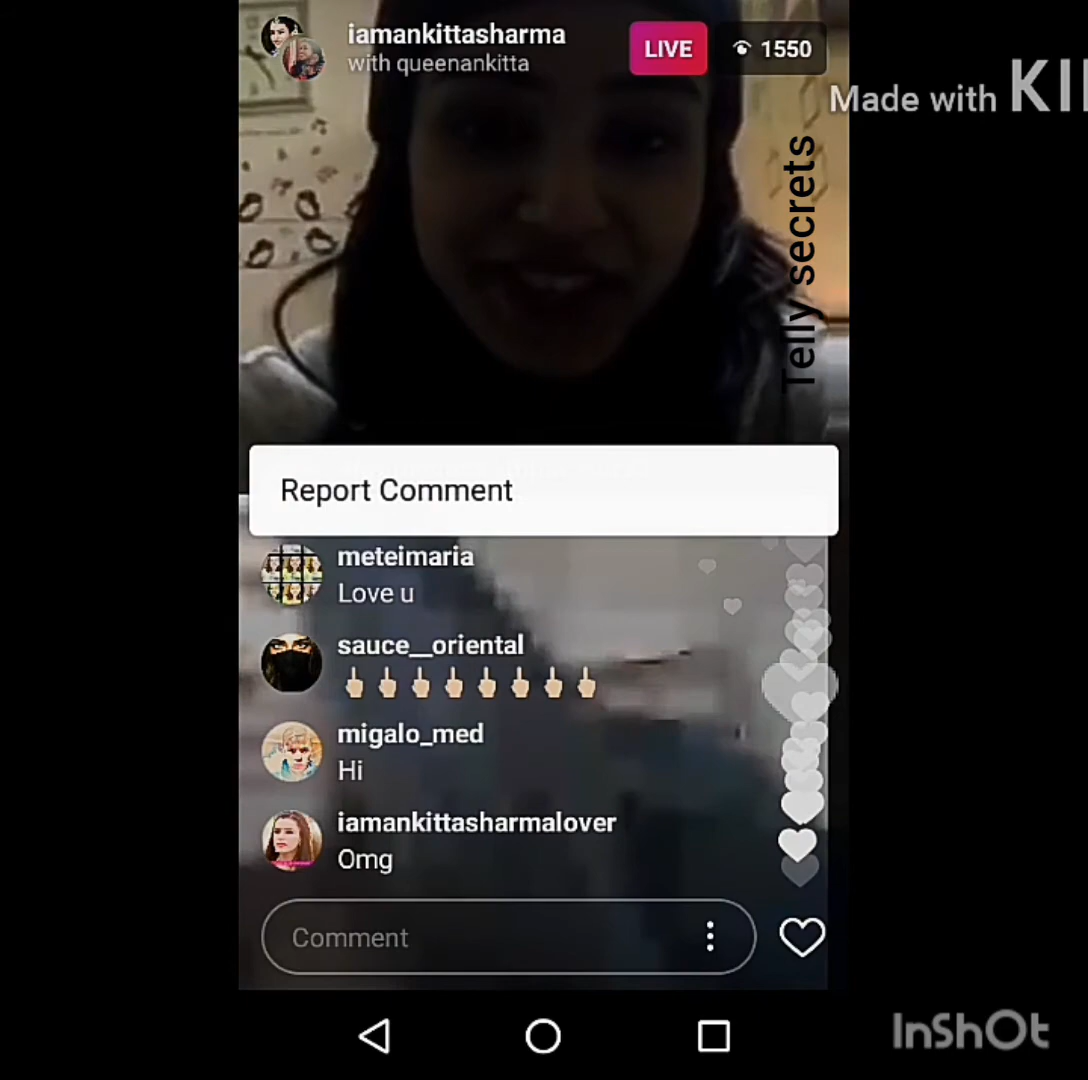 iamankittasharma
with queenankitta
LIVE
1550
Made with
Telly secrets
Report Comment
meteimaria
Love u
sauce__oriental
🖕🏼🖕🏼🖕🏼🖕🏼🖕🏼🖕🏼🖕🏼🖕🏼
migalo_med
Hi
iamankittasharmalover
Omg
Comment
InShOt